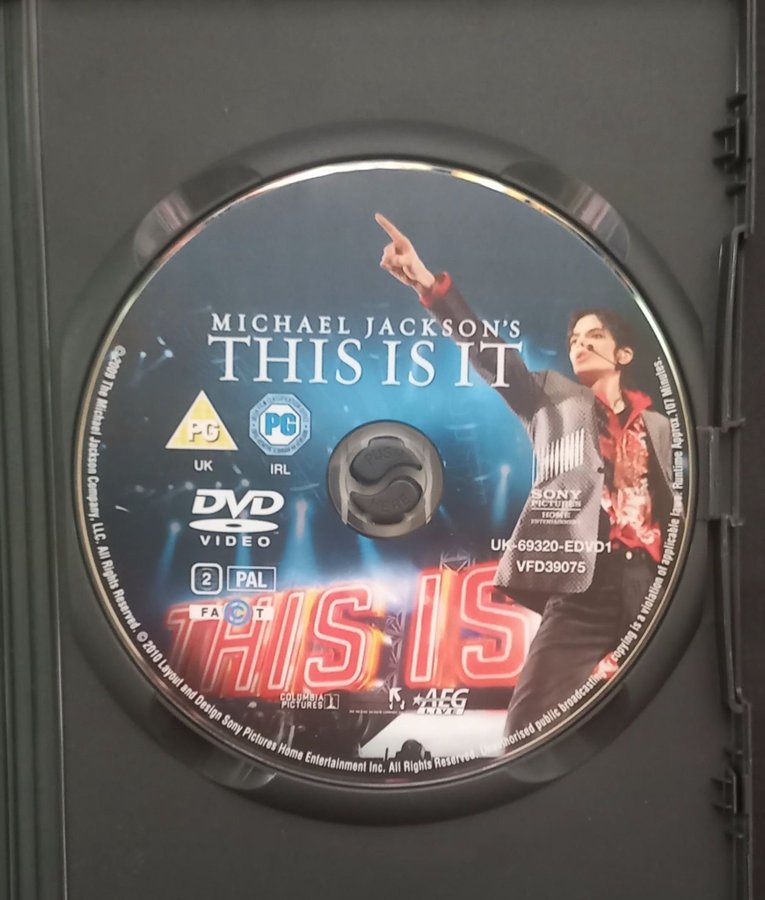 MICHAEL JACKSON'S
THIS IS IT
PG
UK
PG
IRL
PUSH
HERE
DVD
VIDEO
SONY
PICTURES
HOME
ENTERTAINMENT
UK-69320-EDVD1
VFD39075
2
PAL
FACT
THIS IS
COLUMBIA
PICTURES
AEG
LIVE
℗2009 The Michael Jackson Company, LLC. All Rights Reserved. © 2010 Layout and Design Sony Pictures Home Entertainment Inc. All Rights Reserved. Unauthorised public broadcasting copying is a violation of applicable laws. Runtime Approx. 107 Minutes.